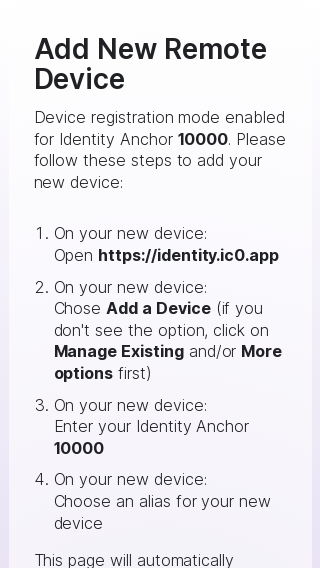 Add New Remote
Device
Device registration mode enabled
for Identity Anchor 10000. Please
follow these steps to add your
new device:
1. On your new device:
Open https://identity.ic0.app
2. On your new device:
Chose Add a Device (if you
don't see the option, click on
Manage Existing and/or More
options first)
3. On your new device:
Enter your Identity Anchor
10000
4. On your new device:
Choose an alias for your new
device
This page will automatically